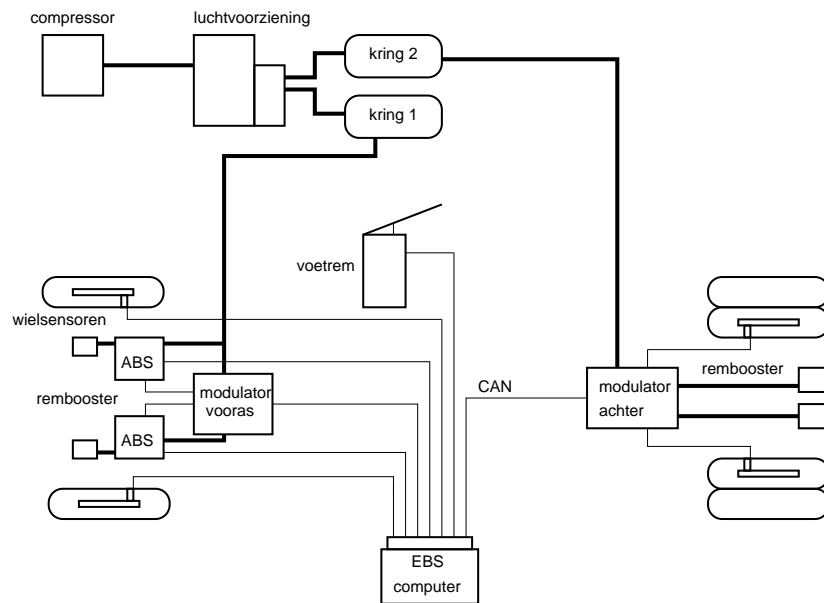 compressor
luchtvoorziening
kring 2
kring 1
voetrem
wielsensoren
ABS
rembooster
modulator
vooras
ABS
CAN
modulator
achter
rembooster
EBS
computer